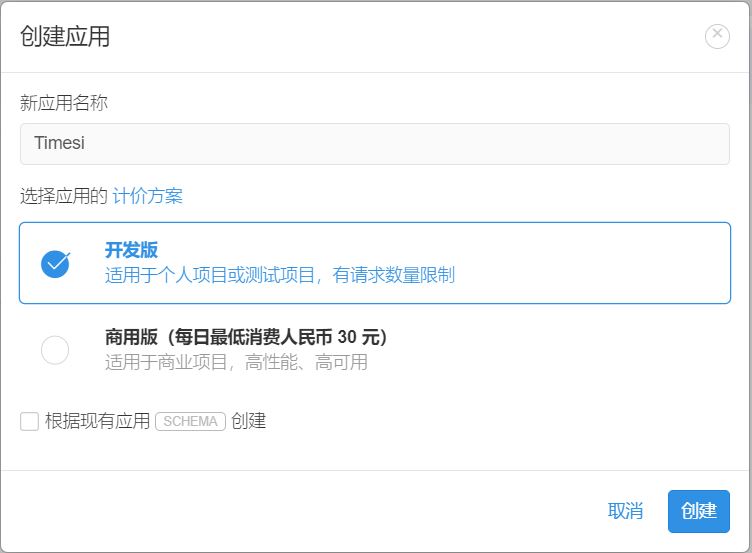 创建应用
新应用名称
Timesi
选择应用的 计价方案
开发版
适用于个人项目或测试项目，有请求数量限制
商用版（每日最低消费人民币 30 元）
适用于商业项目，高性能、高可用
根据现有应用 SCHEMA 创建
取消 创建